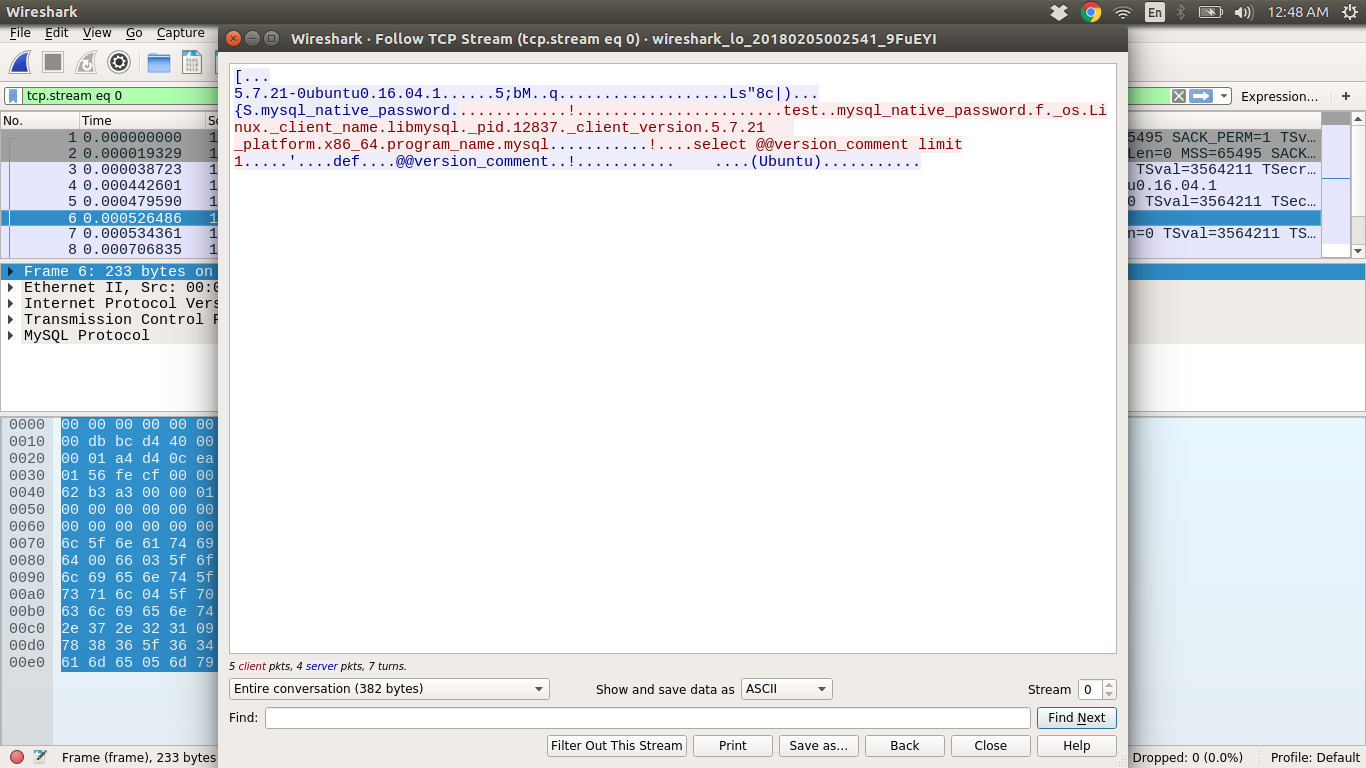 Wireshark
En
12:48 AM
File Edit View Go Capture
Wireshark · Follow TCP Stream (tcp.stream eq 0) · wireshark_lo_20180205002541_9FuEYI
tcp.stream eq 0
Expression…
+
No. Time
1 0.000000000
2 0.000019329
3 0.000038723
4 0.000442601
5 0.000479590
6 0.000526486
7 0.000534361
8 0.000706835
65495 SACK_PERM=1 TSv…
Len=0 MSS=65495 SACK…
TSval=3564211 TSecr…
u0.16.04.1
0 TSval=3564211 TSec…
n=0 TSval=3564211 TS…
[...
5.7.21-0ubuntu0.16.04.1......5;bM..q....................Ls"8c|)...
{S.mysql_native_password.............!........................test..mysql_native_password.f._os.Li
nux._client_name.libmysql._pid.12837._client_version.5.7.21
_platform.x86_64.program_name.mysql...........!....select @@version_comment limit
1.....'....def....@@version_comment..!........... ....(Ubuntu)...........
Frame 6: 233 bytes on
Ethernet II, Src: 00:0
Internet Protocol Vers
Transmission Control P
MySQL Protocol
0000 00 00 00 00 00 00
0010 00 db bc d4 40 00
0020 00 01 a4 d4 0c ea
0030 01 56 fe cf 00 00
0040 62 b3 a3 00 00 01
0050 00 00 00 00 00 00
0060 00 00 00 00 00 00
0070 6c 5f 6e 61 74 69
0080 64 00 66 03 5f 6f
0090 6c 69 65 6e 74 5f
00a0 73 71 6c 04 5f 70
00b0 63 6c 69 65 6e 74
00c0 2e 37 2e 32 31 09
00d0 78 38 36 5f 36 34
00e0 61 6d 65 05 6d 79
5 client pkts, 4 server pkts, 7 turns.
Entire conversation (382 bytes)
Show and save data as ASCII
Stream 0
Find:
Find Next
Filter Out This Stream
Print
Save as…
Back
Close
Help
Frame (frame), 233 bytes
Dropped: 0 (0.0%)
Profile: Default